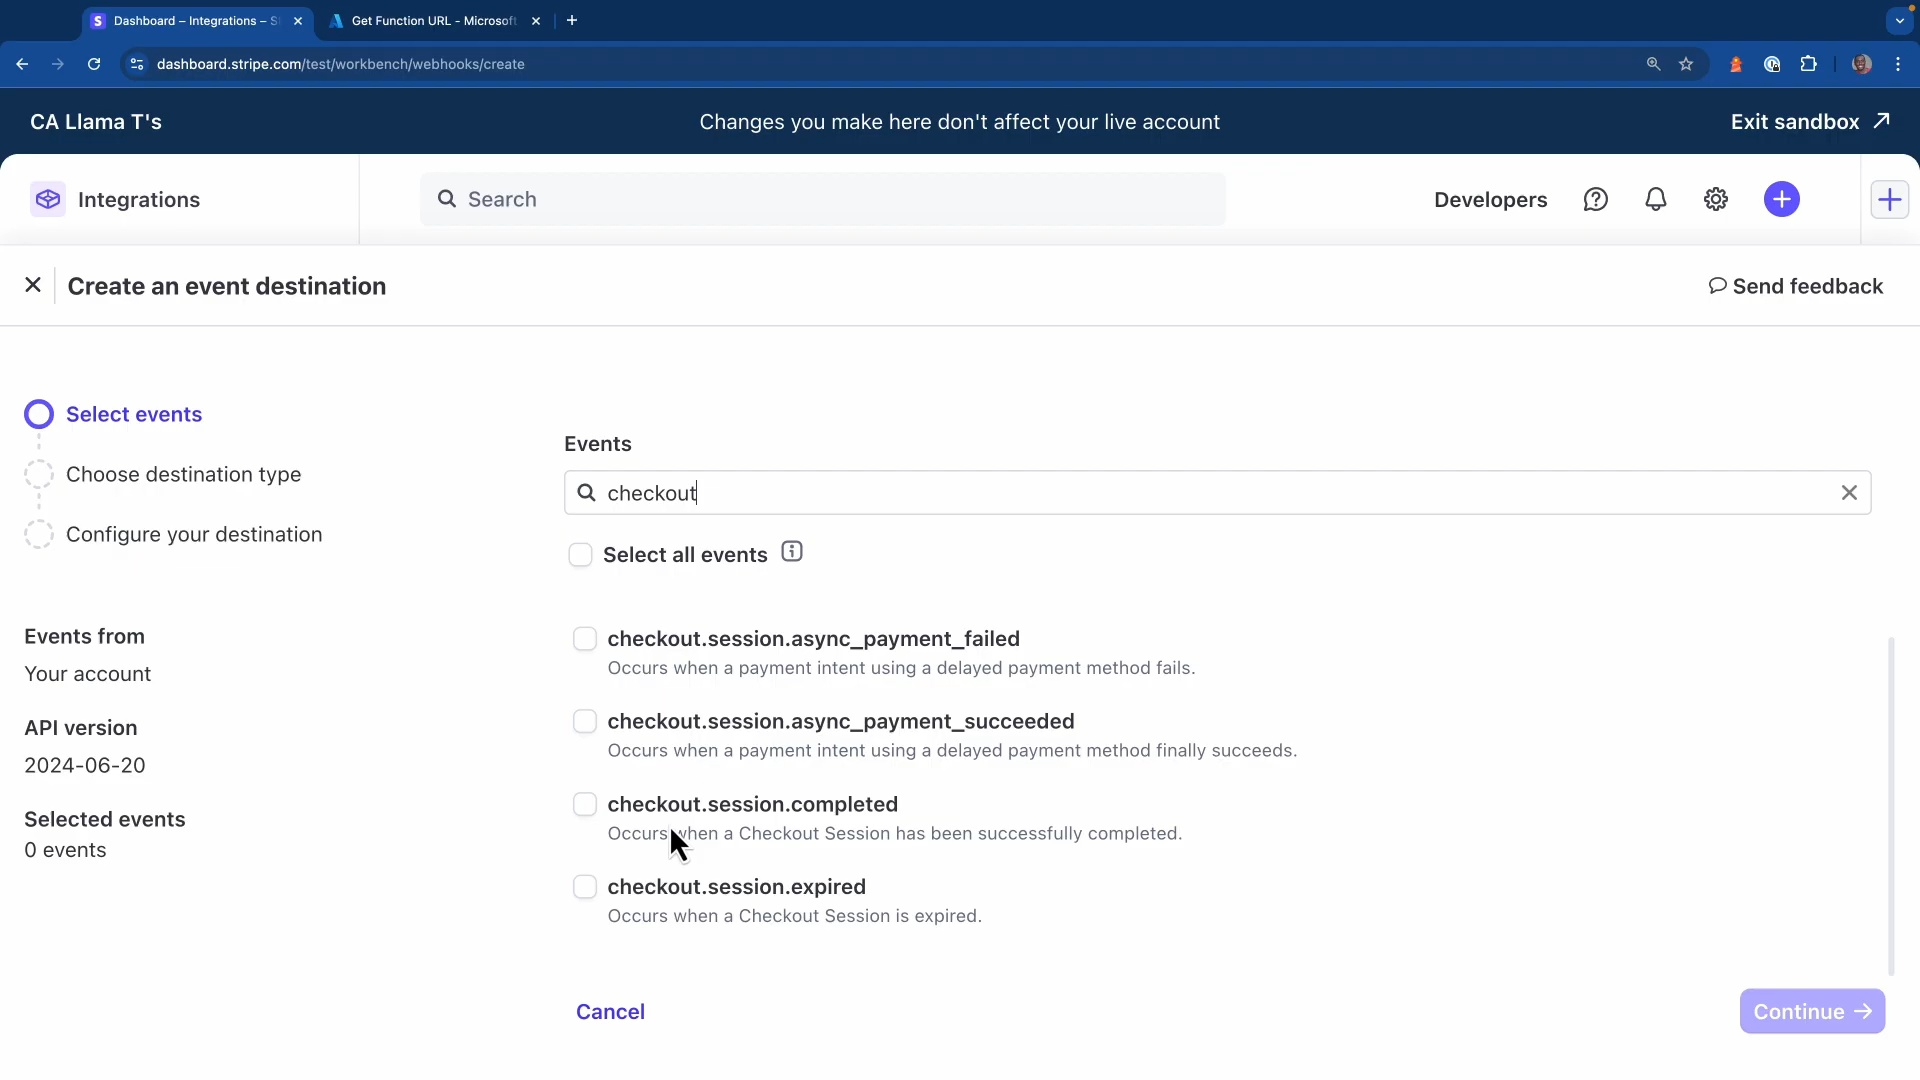 Dashboard – Integrations – S
Get Function URL - Microsoft
dashboard.stripe.com/test/workbench/webhooks/create
CA Llama T's
Changes you make here don't affect your live account
Exit sandbox
Integrations
Search
Developers
Create an event destination
Send feedback
Select events
Choose destination type
Configure your destination
Events from
Your account
API version
2024-06-20
Selected events
0 events
Events
checkout
Select all events
checkout.session.async_payment_failed
Occurs when a payment intent using a delayed payment method fails.
checkout.session.async_payment_succeeded
Occurs when a payment intent using a delayed payment method finally succeeds.
checkout.session.completed
Occurs when a Checkout Session has been successfully completed.
checkout.session.expired
Occurs when a Checkout Session is expired.
Cancel
Continue